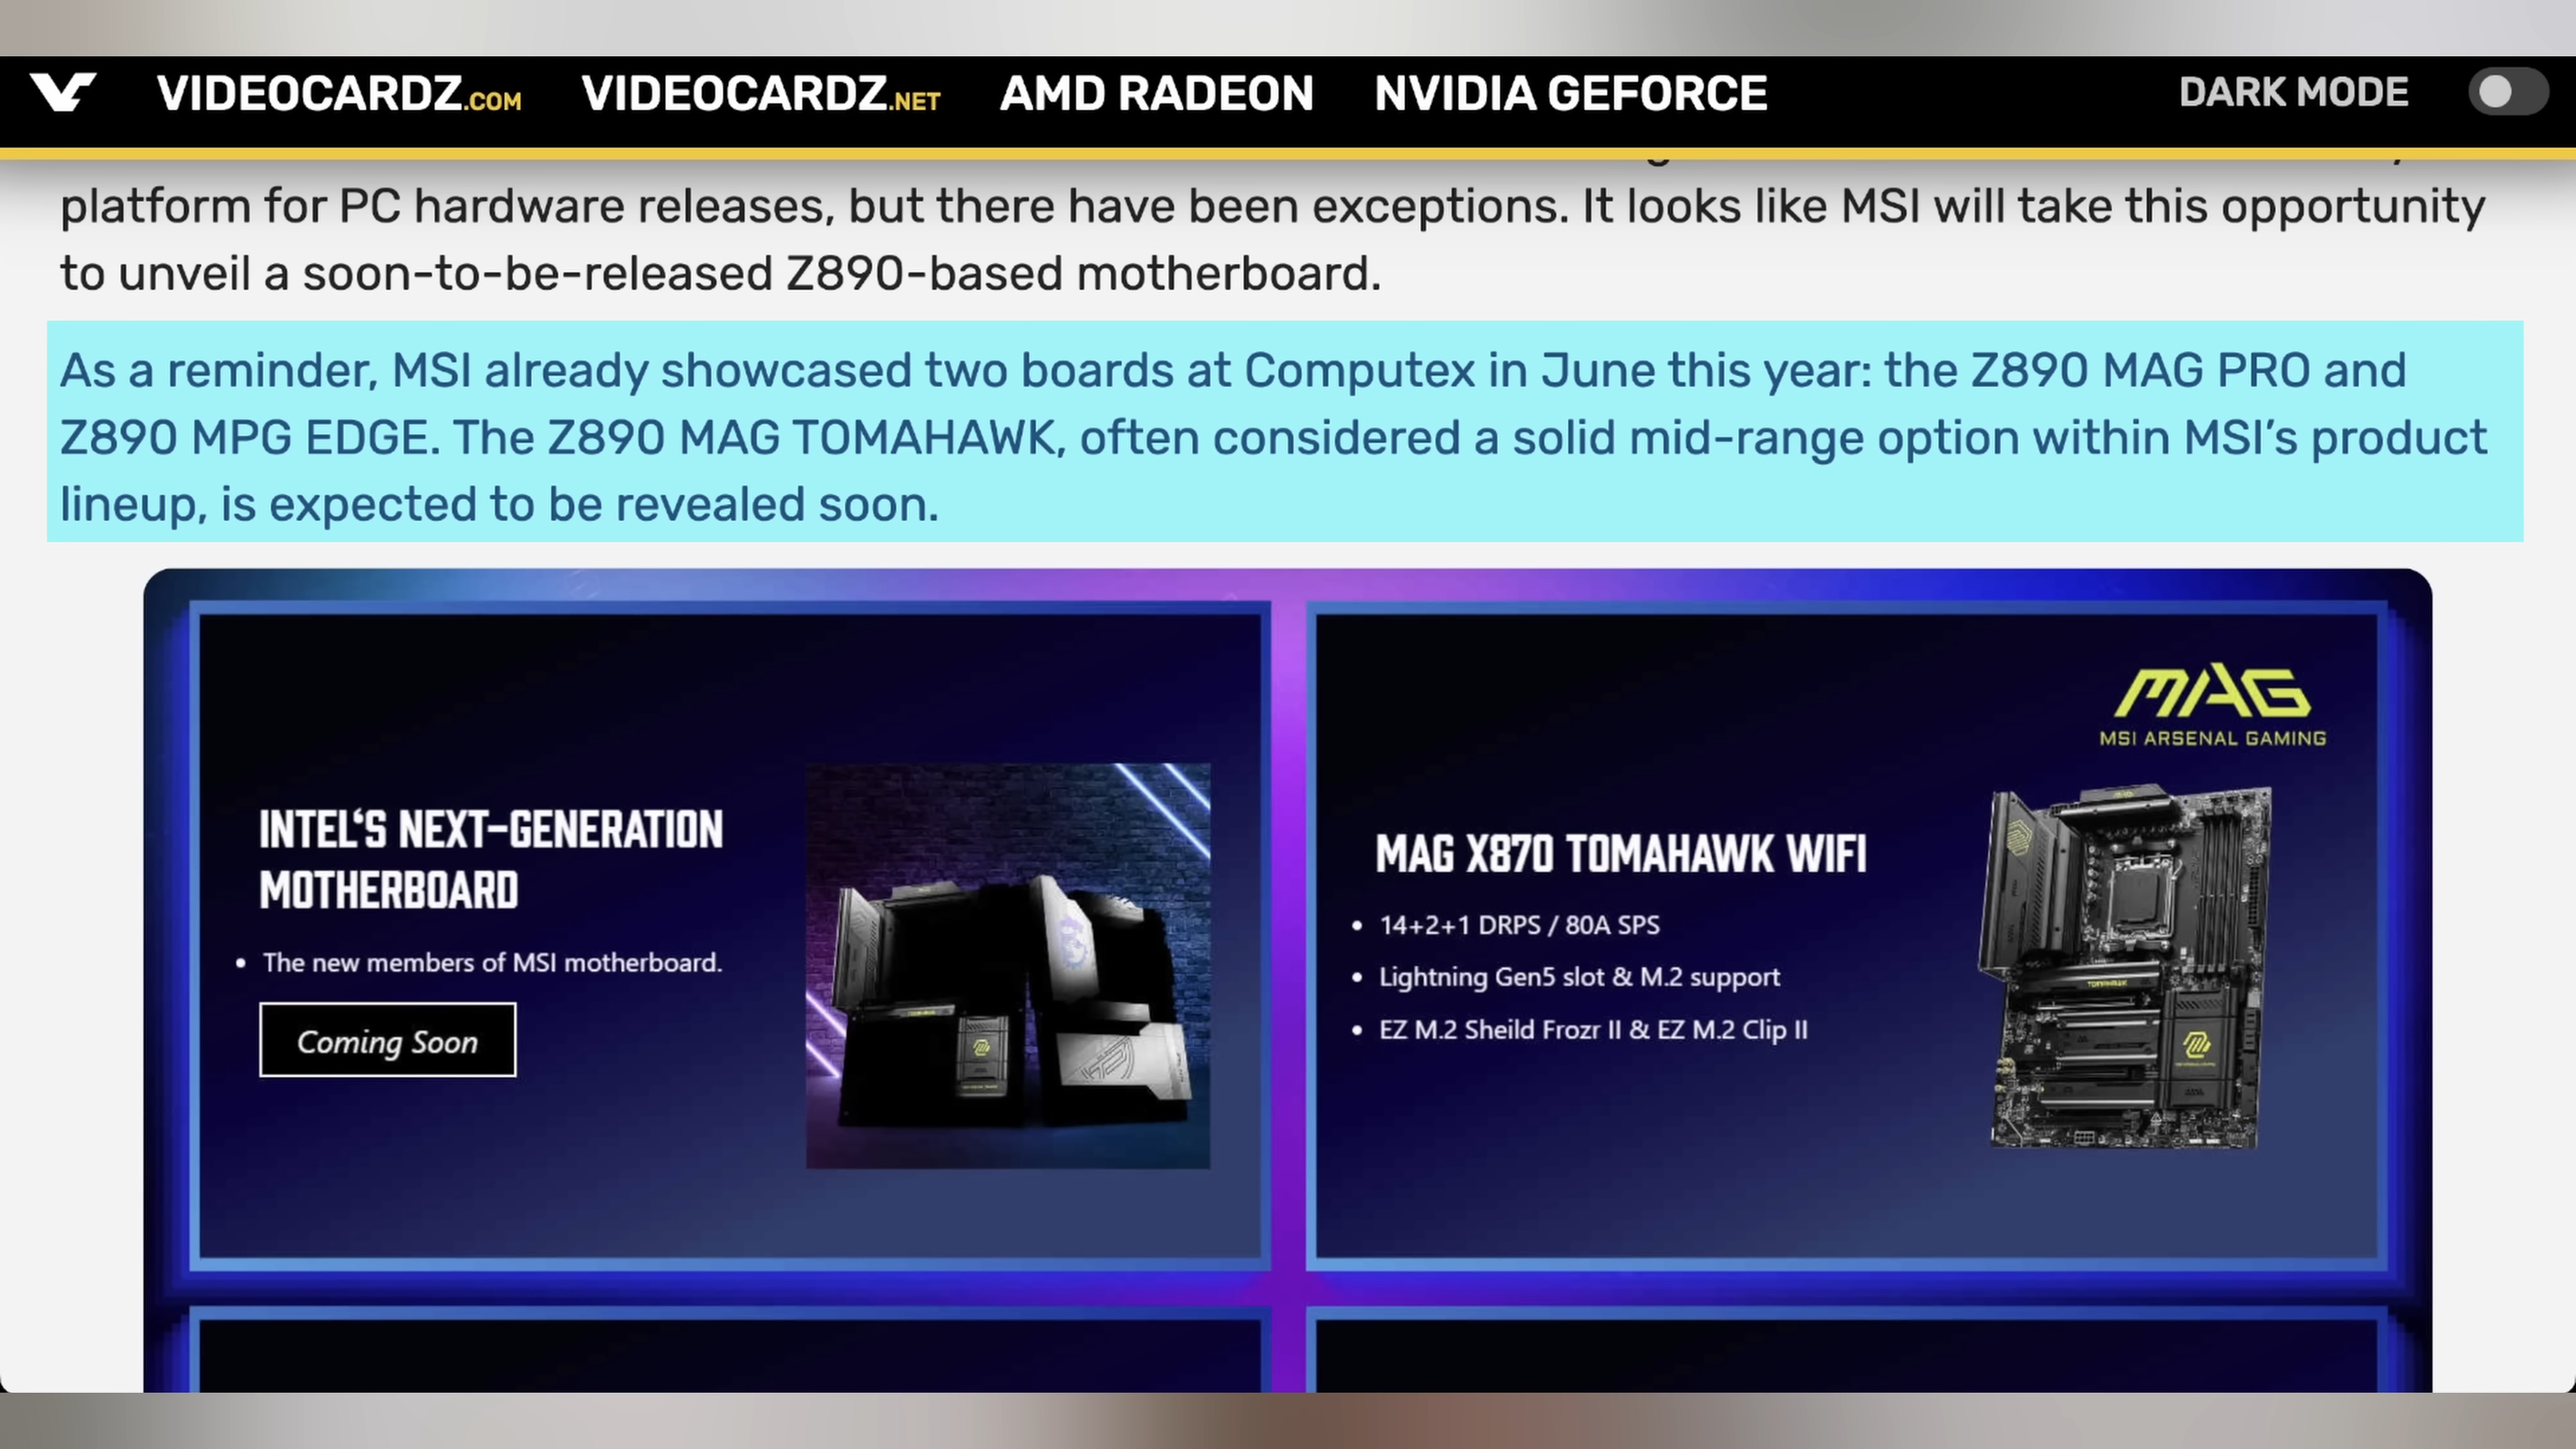 VIDEOCARDZ.COM VIDEOCARDZ.NET AMD RADEON NVIDIA GEFORCE DARK MODE
platform for PC hardware releases, but there have been exceptions. It looks like MSI will take this opportunity
to unveil a soon-to-be-released Z890-based motherboard.
As a reminder, MSI already showcased two boards at Computex in June this year: the Z890 MAG PRO and
Z890 MPG EDGE. The Z890 MAG TOMAHAWK, often considered a solid mid-range option within MSI’s product
lineup, is expected to be revealed soon.
INTEL‘S NEXT-GENERATION
MOTHERBOARD
• The new members of MSI motherboard.
Coming Soon
MAG
MSI ARSENAL GAMING
MAG X870 TOMAHAWK WIFI
• 14+2+1 DRPS / 80A SPS
• Lightning Gen5 slot & M.2 support
• EZ M.2 Sheild Frozr II & EZ M.2 Clip II
TOMAHAWK